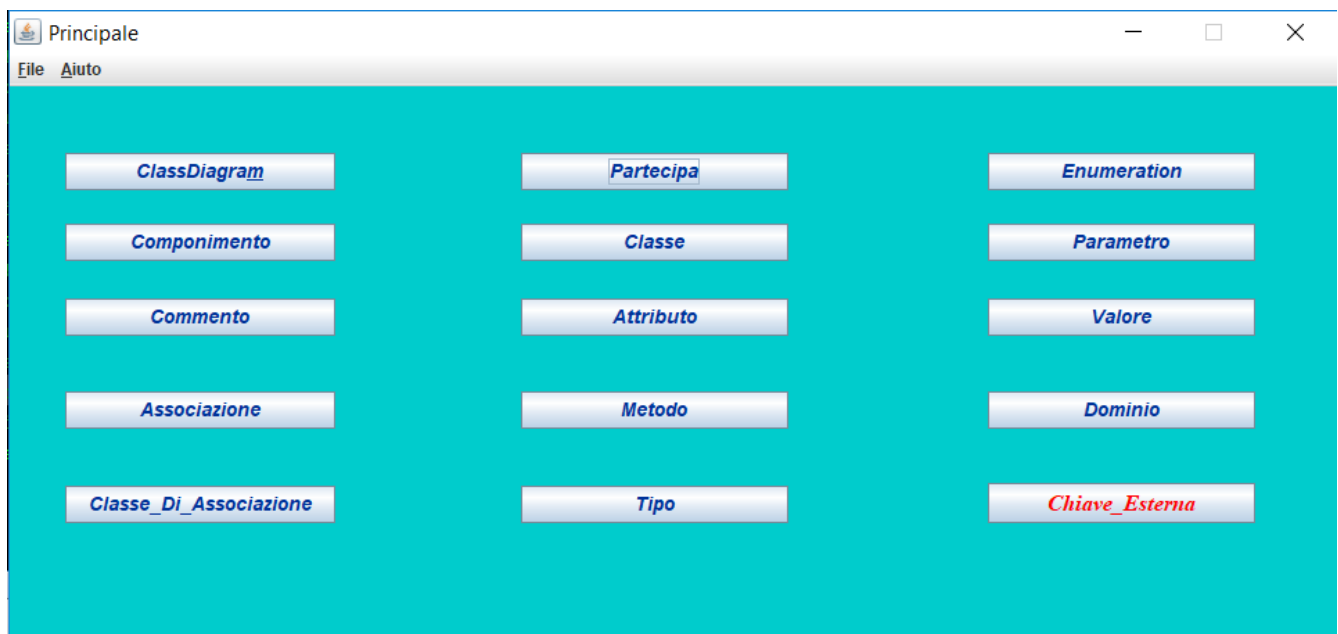 Principale
File Aiuto
ClassDiagram Partecipa Enumeration
Componimento Classe Parametro
Commento Attributo Valore
Associazione Metodo Dominio
Classe_Di_Associazione Tipo Chiave_Esterna